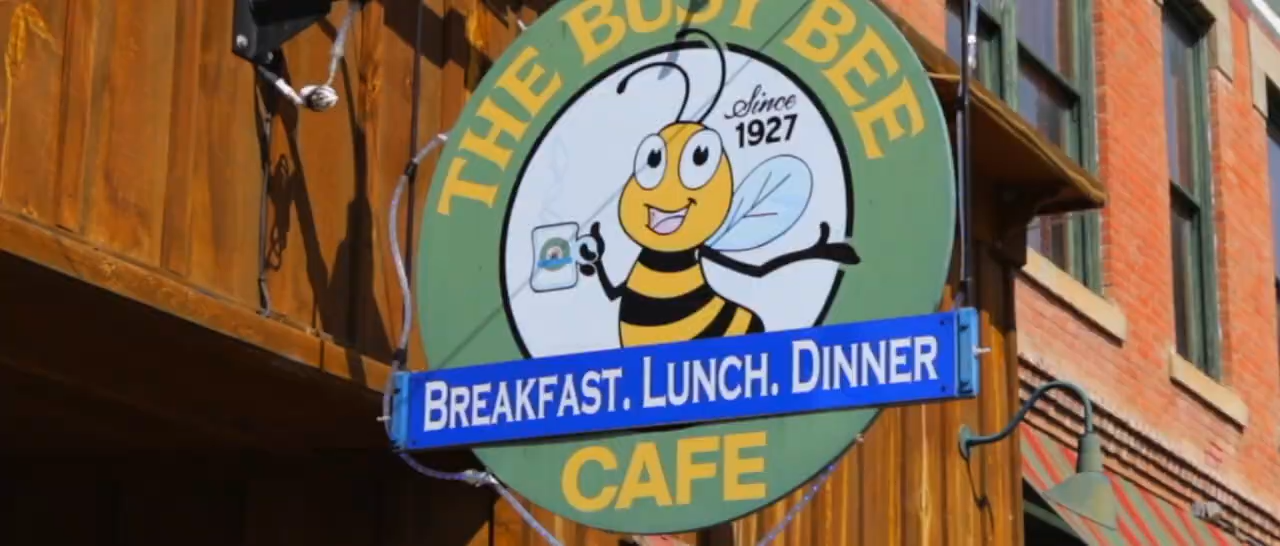 THE BUSY BEE
Since
1927
BREAKFAST. LUNCH. DINNER
CAFE